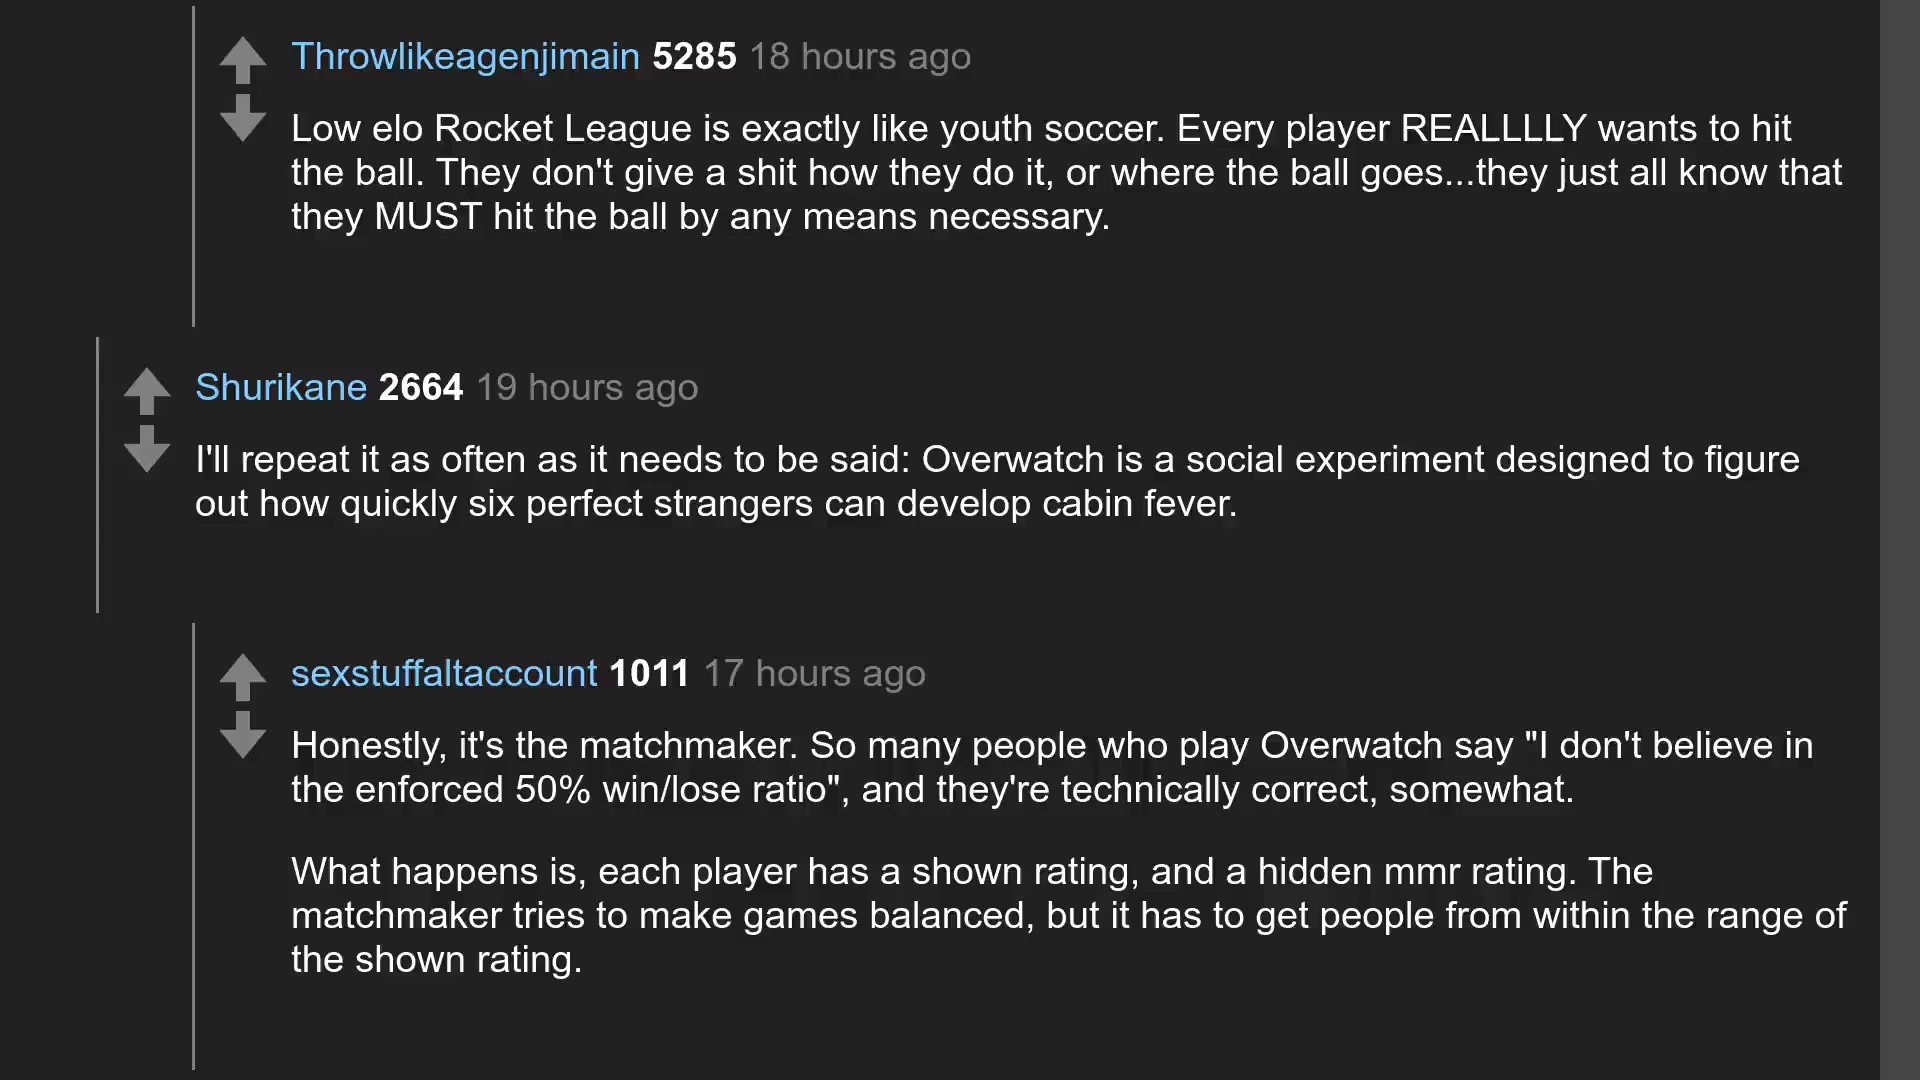 Throwlikeagenjimain 5285 18 hours ago
Low elo Rocket League is exactly like youth soccer. Every player REALLLLY wants to hit
the ball. They don't give a shit how they do it, or where the ball goes...they just all know that
they MUST hit the ball by any means necessary.
Shurikane 2664 19 hours ago
I'll repeat it as often as it needs to be said: Overwatch is a social experiment designed to figure
out how quickly six perfect strangers can develop cabin fever.
sexstuffaltaccount 1011 17 hours ago
Honestly, it's the matchmaker. So many people who play Overwatch say "I don't believe in
the enforced 50% win/lose ratio", and they're technically correct, somewhat.
What happens is, each player has a shown rating, and a hidden mmr rating. The
matchmaker tries to make games balanced, but it has to get people from within the range of
the shown rating.